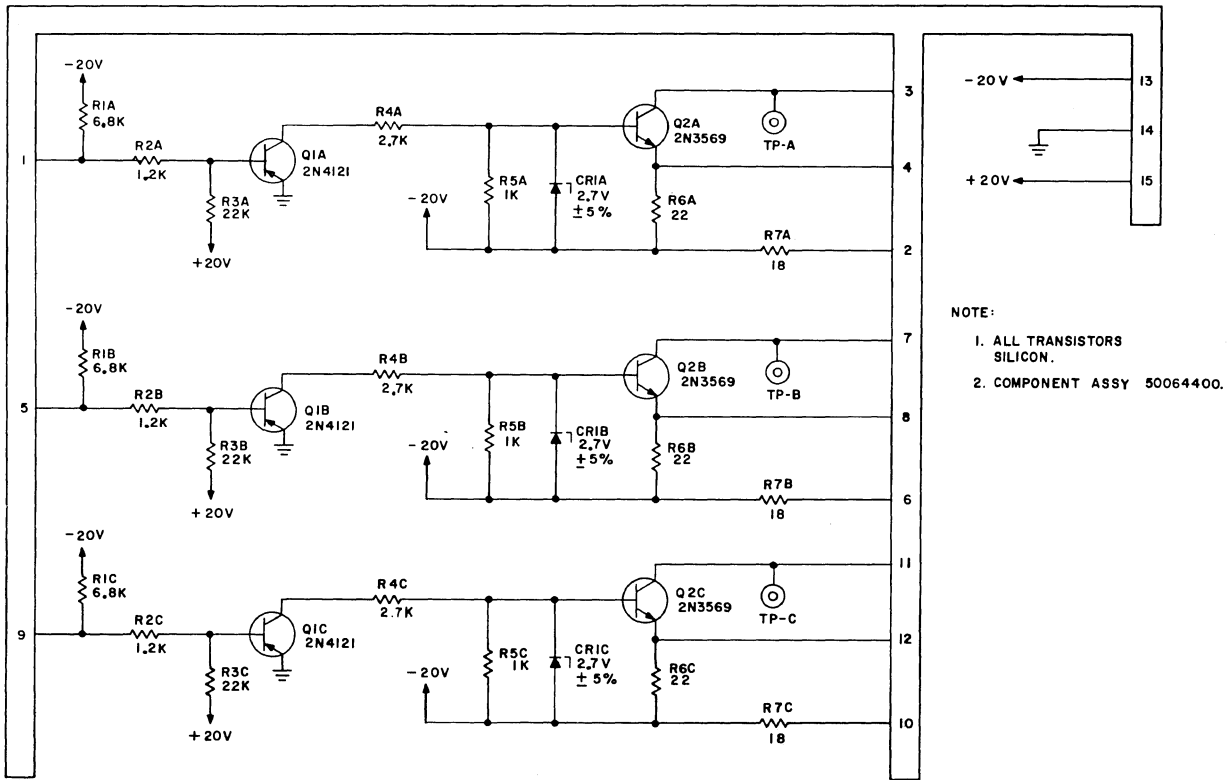 -20V
R1A
6.8K
1
R2A
1.2K
R3A
22K
+20V
Q1A
2N4121
R4A
2.7K
-20V
R5A
1K
CR1A
2.7V
±5%
Q2A
2N3569
R6A
22
TP-A
R7A
18
3
4
2
-20V
R1B
6.8K
5
R2B
1.2K
R3B
22K
+20V
Q1B
2N4121
R4B
2.7K
-20V
R5B
1K
CR1B
2.7V
±5%
Q2B
2N3569
R6B
22
TP-B
R7B
18
7
8
6
-20V
R1C
6.8K
9
R2C
1.2K
R3C
22K
+20V
Q1C
2N4121
R4C
2.7K
-20V
R5C
1K
CR1C
2.7V
±5%
Q2C
2N3569
R6C
22
TP-C
R7C
18
11
12
10
-20V
13
14
+20V
15
NOTE:
1. ALL TRANSISTORS
SILICON.
2. COMPONENT ASSY 50064400.